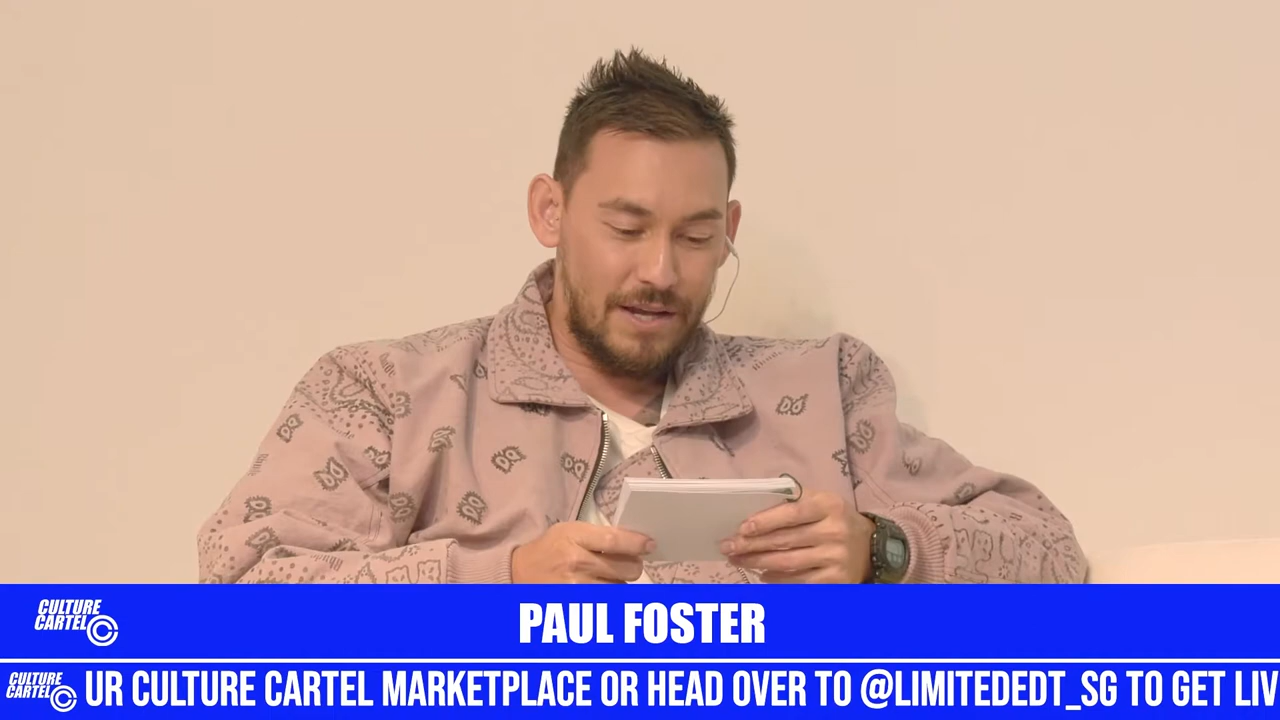 CULTURE
CARTEL
PAUL FOSTER
CULTURE
CARTEL
UR CULTURE CARTEL MARKETPLACE OR HEAD OVER TO @LIMITEDEDT_SG TO GET LIV